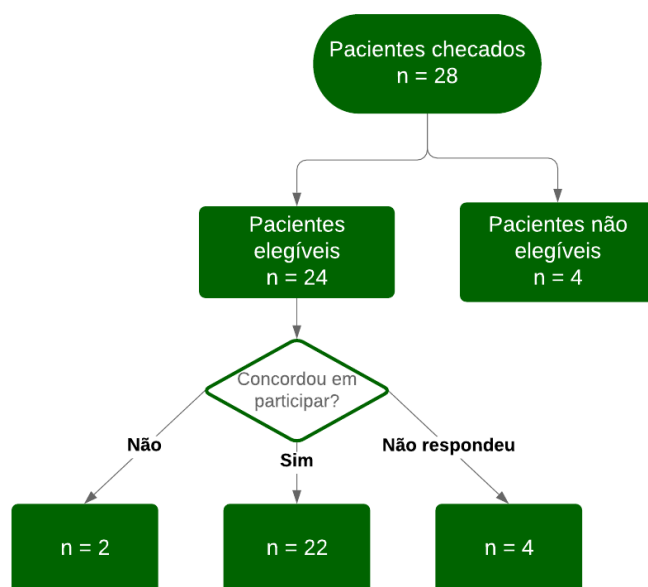 Pacientes checados
n = 28
Pacientes
elegíveis
n = 24
Pacientes não
elegíveis
n = 4
Concordou em
participar?
Não
Sim
Não respondeu
n = 2
n = 22
n = 4